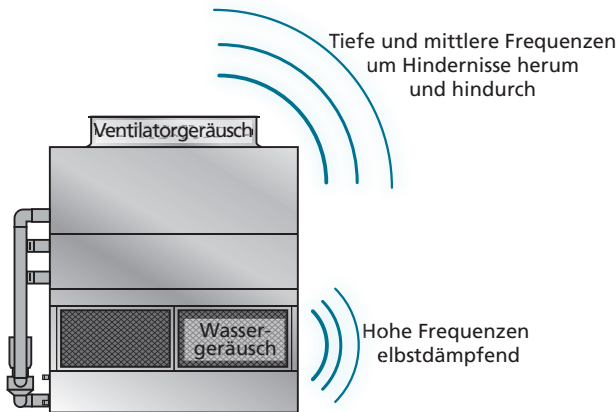 Tiefe und mittlere Frequenzen
um Hindernisse herum
und hindurch
Ventilatorgeräusch
Wasser-
geräusch
Hohe Frequenzen
elbstdämpfend